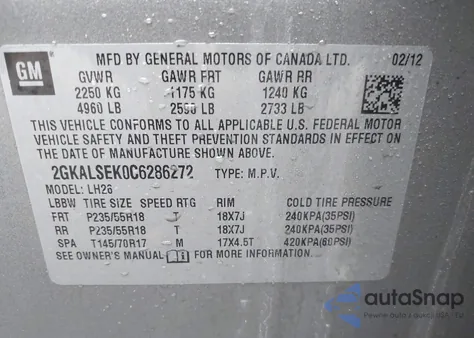 GM
MFD BY GENERAL MOTORS OF CANADA LTD. 02/12
GVWR GAWR FRT GAWR RR
2250 KG 1175 KG 1240 KG
4960 LB 2590 LB 2733 LB
THIS VEHICLE CONFORMS TO ALL APPLICABLE U.S. FEDERAL MOTOR
VEHICLE SAFETY AND THEFT PREVENTION STANDARDS IN EFFECT ON
THE DATE OF MANUFACTURE SHOWN ABOVE.
2GKALSEK0C6286272 TYPE: M.P.V.
MODEL: LH26
LBBW TIRE SIZE SPEED RTG RIM COLD TIRE PRESSURE
FRT P235/55R18 T 18X7J 240KPA(35PSI)
RR P235/55R18 T 18X7J 240KPA(35PSI)
SPA T145/70R17 M 17X4.5T 420KPA(60PSI)
SEE OWNER'S MANUAL FOR MORE INFORMATION.
autoSnap